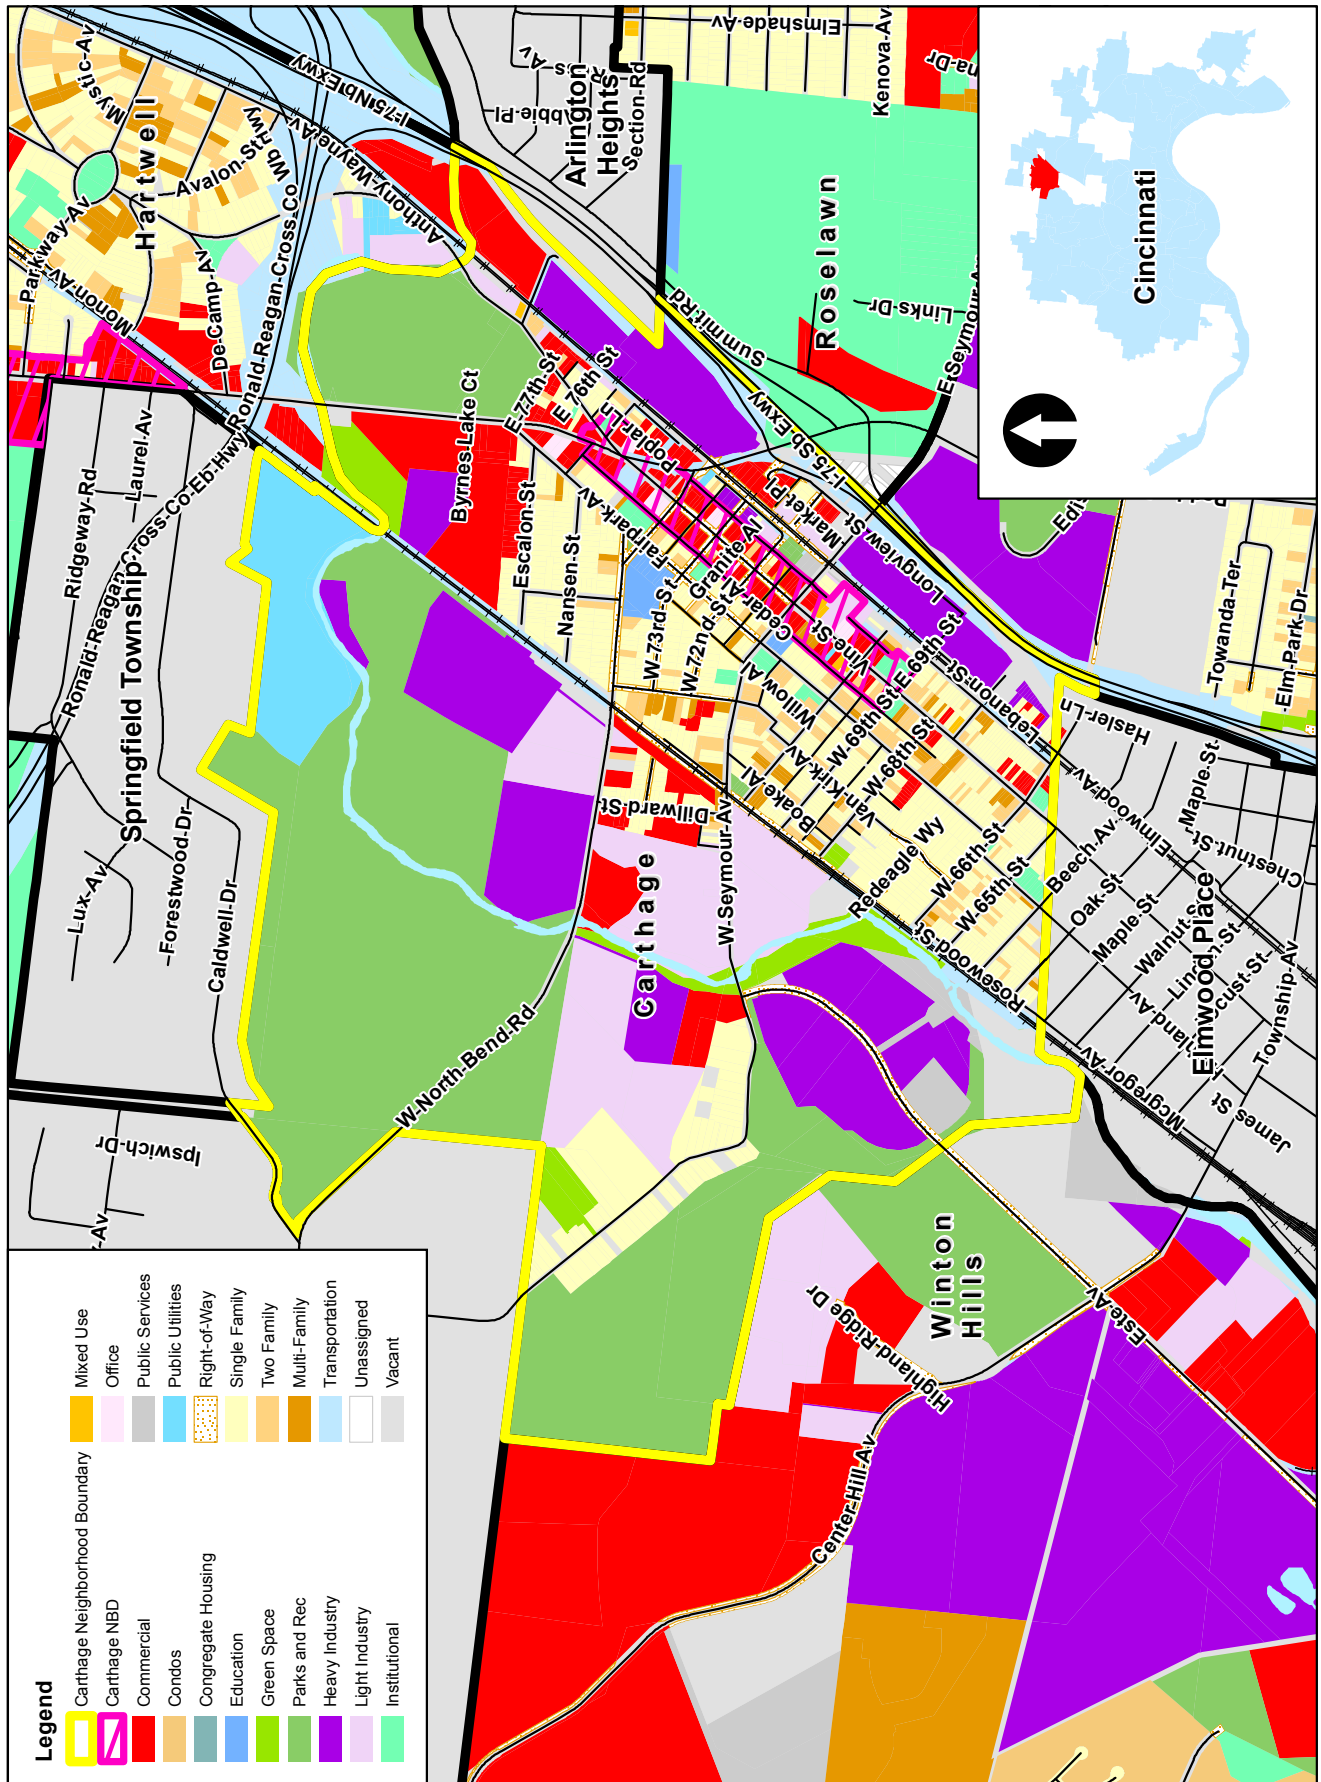 Legend
Carthage Neighborhood Boundary
Carthage NBD
Commercial
Condos
Congregate Housing
Education
Green Space
Parks and Rec
Heavy Industry
Light Industry
Institutional
Mixed Use
Office
Public Services
Public Utilities
Right-of-Way
Single Family
Two Family
Multi-Family
Transportation
Unassigned
Vacant
Springfield Township
Hartwell
Arlington
Heights
Roselawn
Carthage
Winton
Hills
Elmwood Place
Cincinnati
Ipswich-Dr
Lux-Av
Forestwood-Dr
Caldwell-Dr
Ridgeway-Rd
Laurel-Av
Ronald-Reagan-Cross-Co-Eb-Hwy
Ronald-Reagan-Cross-Co Wb Hwy
Parkway-Av
Monon-Av
De-Camp-Av
Mystic-Av
Avalon-St
Anthony-Wayne-Av
I-75-Nb-Exwy
Abbie-Pl
Section-Rd
Elmshade-Av
Kenova-Av
na-Dr
Links-Dr
Summit-Rd
E-Seymour-Av
I-75-Sb-Exwy
Byrnes-Lake Ct
E-77th-St
E 76th St
Poplar-Ln
Escalon-St
Nansen-St
Fairpark-Av
W-73rd-St
W-72nd-St
Granite Al
Cedar Al
Market-Pl
Longview St
Vine-St
Willow Al
W-69th-St
E 69th St
W-68th-St
Van-Kirk-Av
Boake-Al
Lebanon-St
Dillward-St
W-Seymour-Av
W-North-Bend-Rd
Redeagle Wy
W-66th-St
W-65th St
Rosewood-St
Hasler-Ln
Elmwood-Av
Beech-Av
Oak-St
Maple-St
Maple-St
Chestnut-St
Highland-Av
Mcgregor-Av
James St
Township-Av
Towanda-Ter
Elm-Park-Dr
Highland-Ridge Dr
Center-Hill-Av
Este-Av